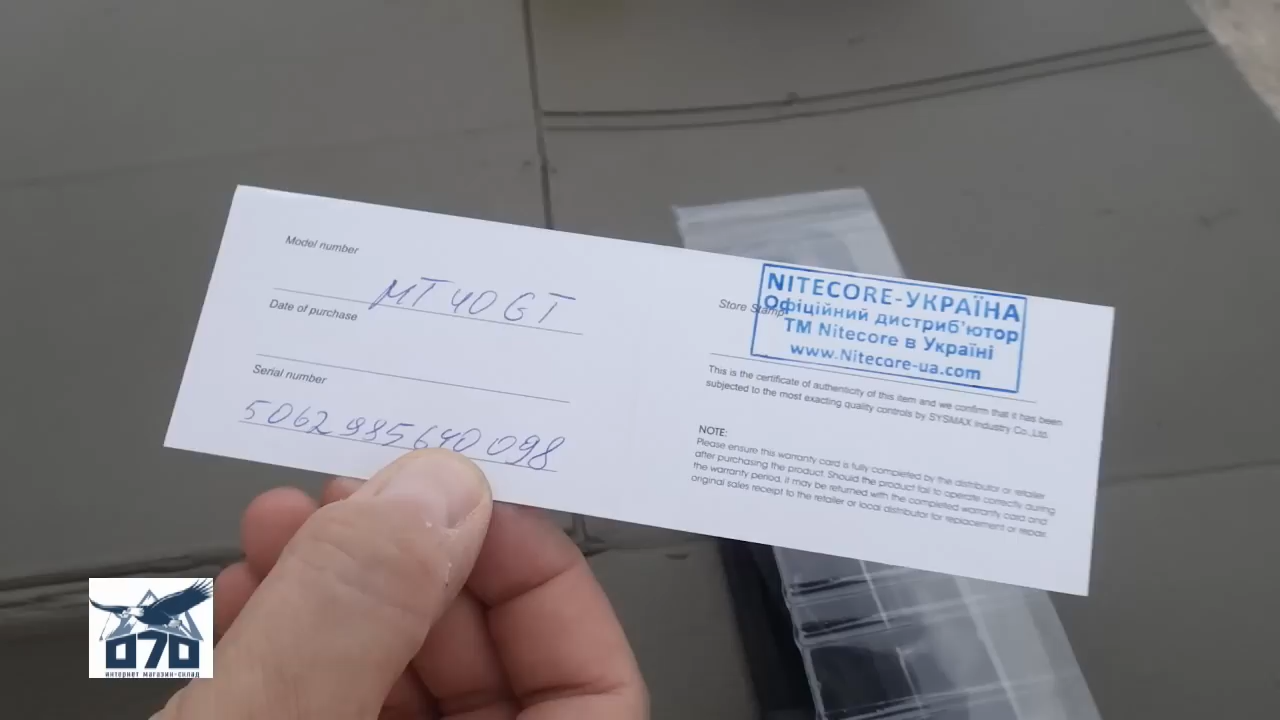 Model number
MT40GT
Date of purchase
Serial number
5062985640098
Store Stamp
NITECORE-УКРАЇНА
Офіційний дистриб'ютор
ТМ Nitecore в Україні
www.Nitecore-ua.com
This is the certificate of authenticity of this item and we confirm that it has been
subjected to the most exacting quality controls by SYSMAX Industry Co.,Ltd.
NOTE:
Please ensure this warranty card is fully completed by the distributor or retailer
after purchasing the product. Should the product fail to operate correctly during
the warranty period, it may be returned with the completed warranty card and
original sales receipt to the retailer or local distributor for replacement or repair.
070
интернет магазин-склад